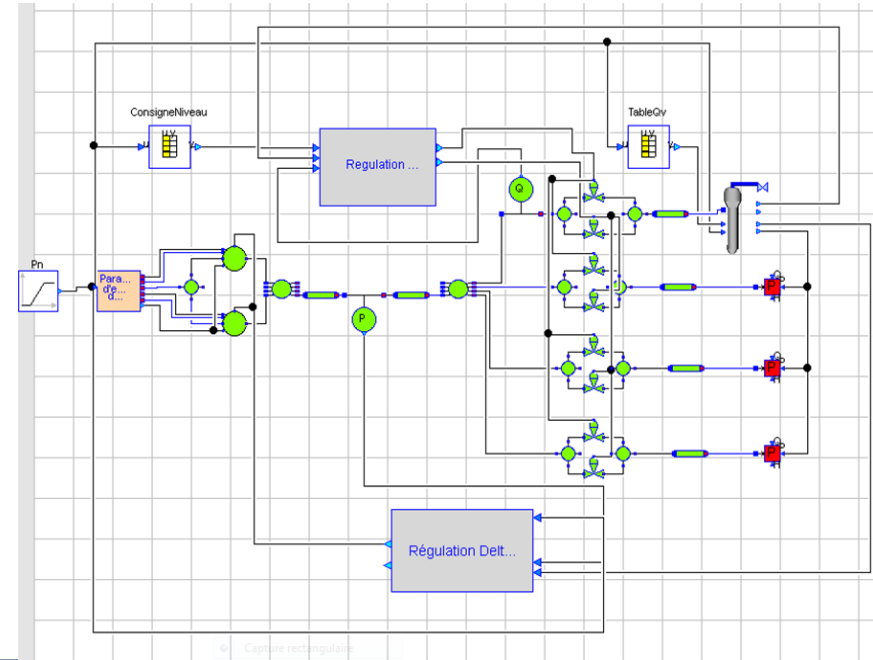 ConsigneNiveau
TableQv
u
y
u
y
Regulation ...
Q
Pn
Para...
d'e...
d...
P
P
P
P
Régulation Delt...
Capture rectangulaire